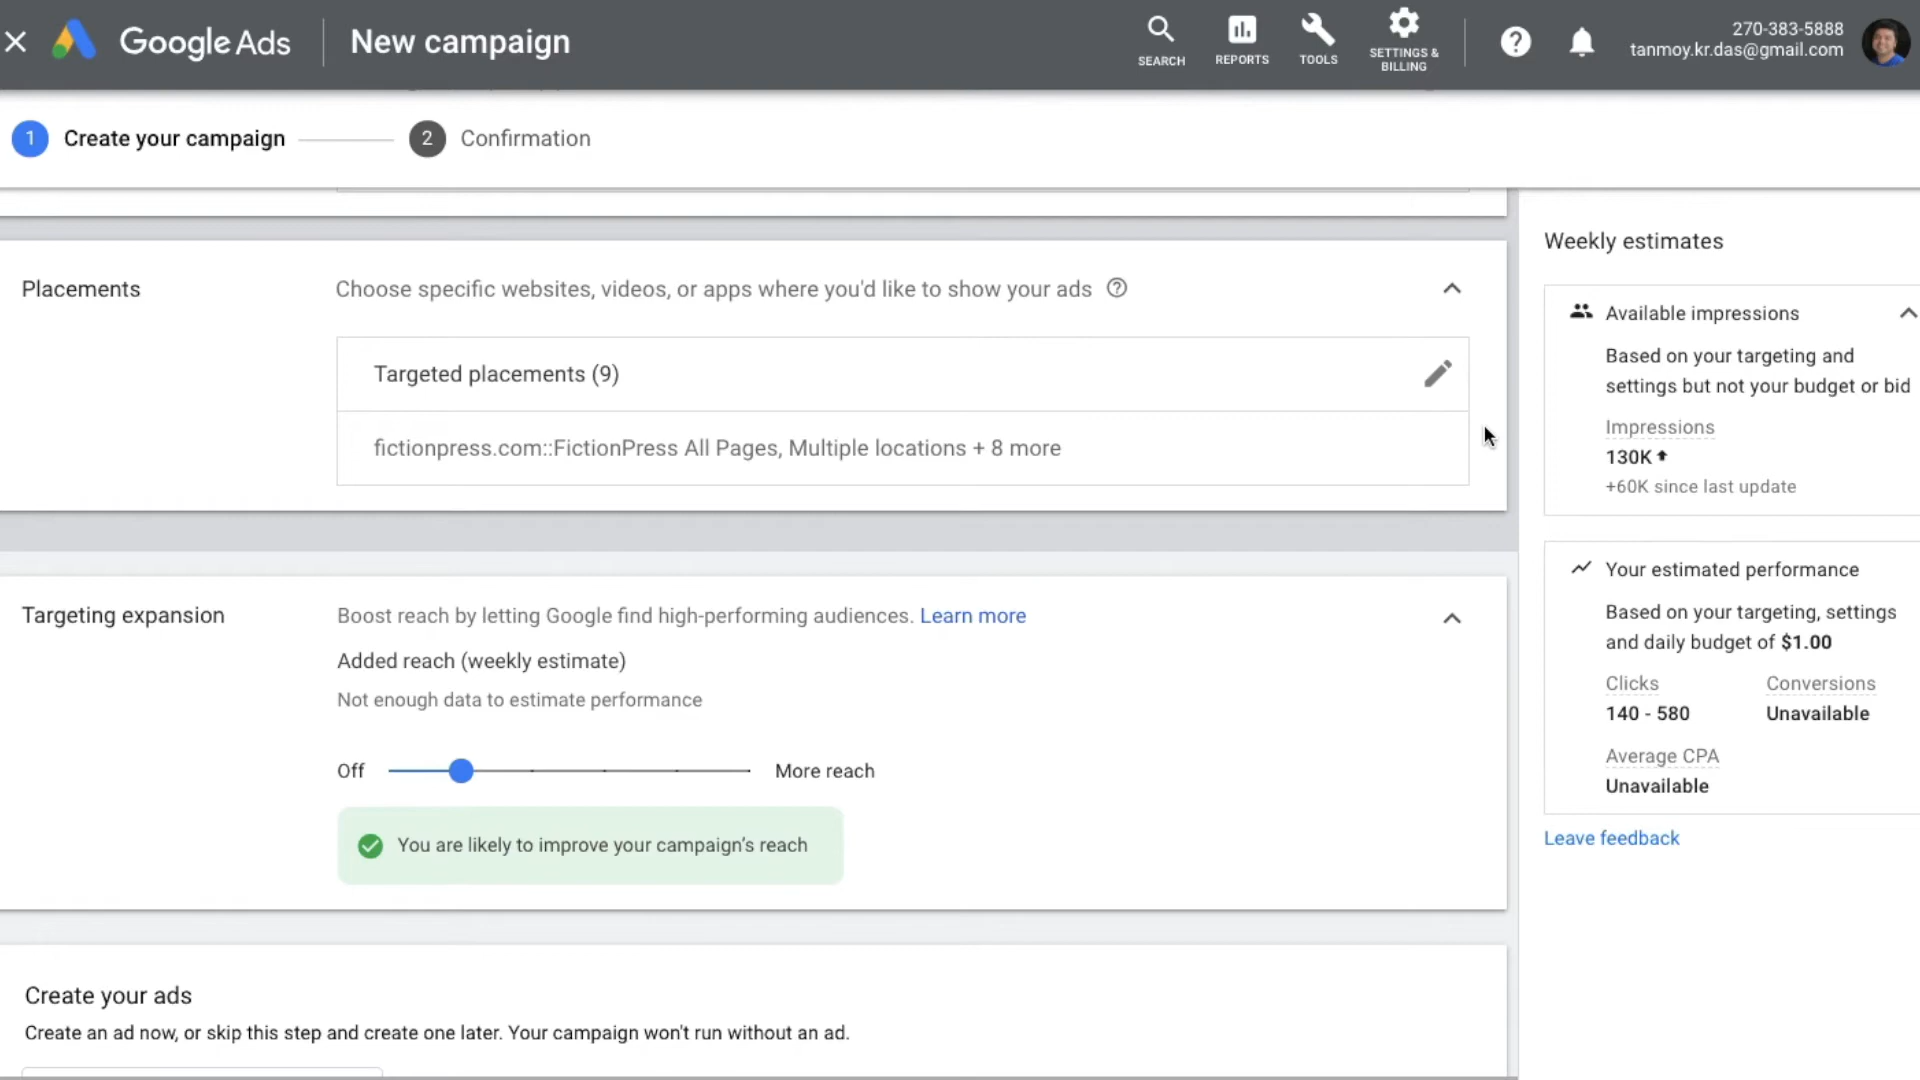 Google Ads
New campaign
SEARCH
REPORTS
TOOLS
SETTINGS &
BILLING
270-383-5888
tanmoy.kr.das@gmail.com
1 Create your campaign
2 Confirmation
Placements
Choose specific websites, videos, or apps where you'd like to show your ads
Targeted placements (9)
fictionpress.com::FictionPress All Pages, Multiple locations + 8 more
Targeting expansion
Boost reach by letting Google find high-performing audiences. Learn more
Added reach (weekly estimate)
Not enough data to estimate performance
Off
More reach
You are likely to improve your campaign's reach
Create your ads
Create an ad now, or skip this step and create one later. Your campaign won't run without an ad.
Weekly estimates
Available impressions
Based on your targeting and
settings but not your budget or bid
Impressions
130K
+60K since last update
Your estimated performance
Based on your targeting, settings
and daily budget of $1.00
Clicks
Conversions
140 - 580
Unavailable
Average CPA
Unavailable
Leave feedback